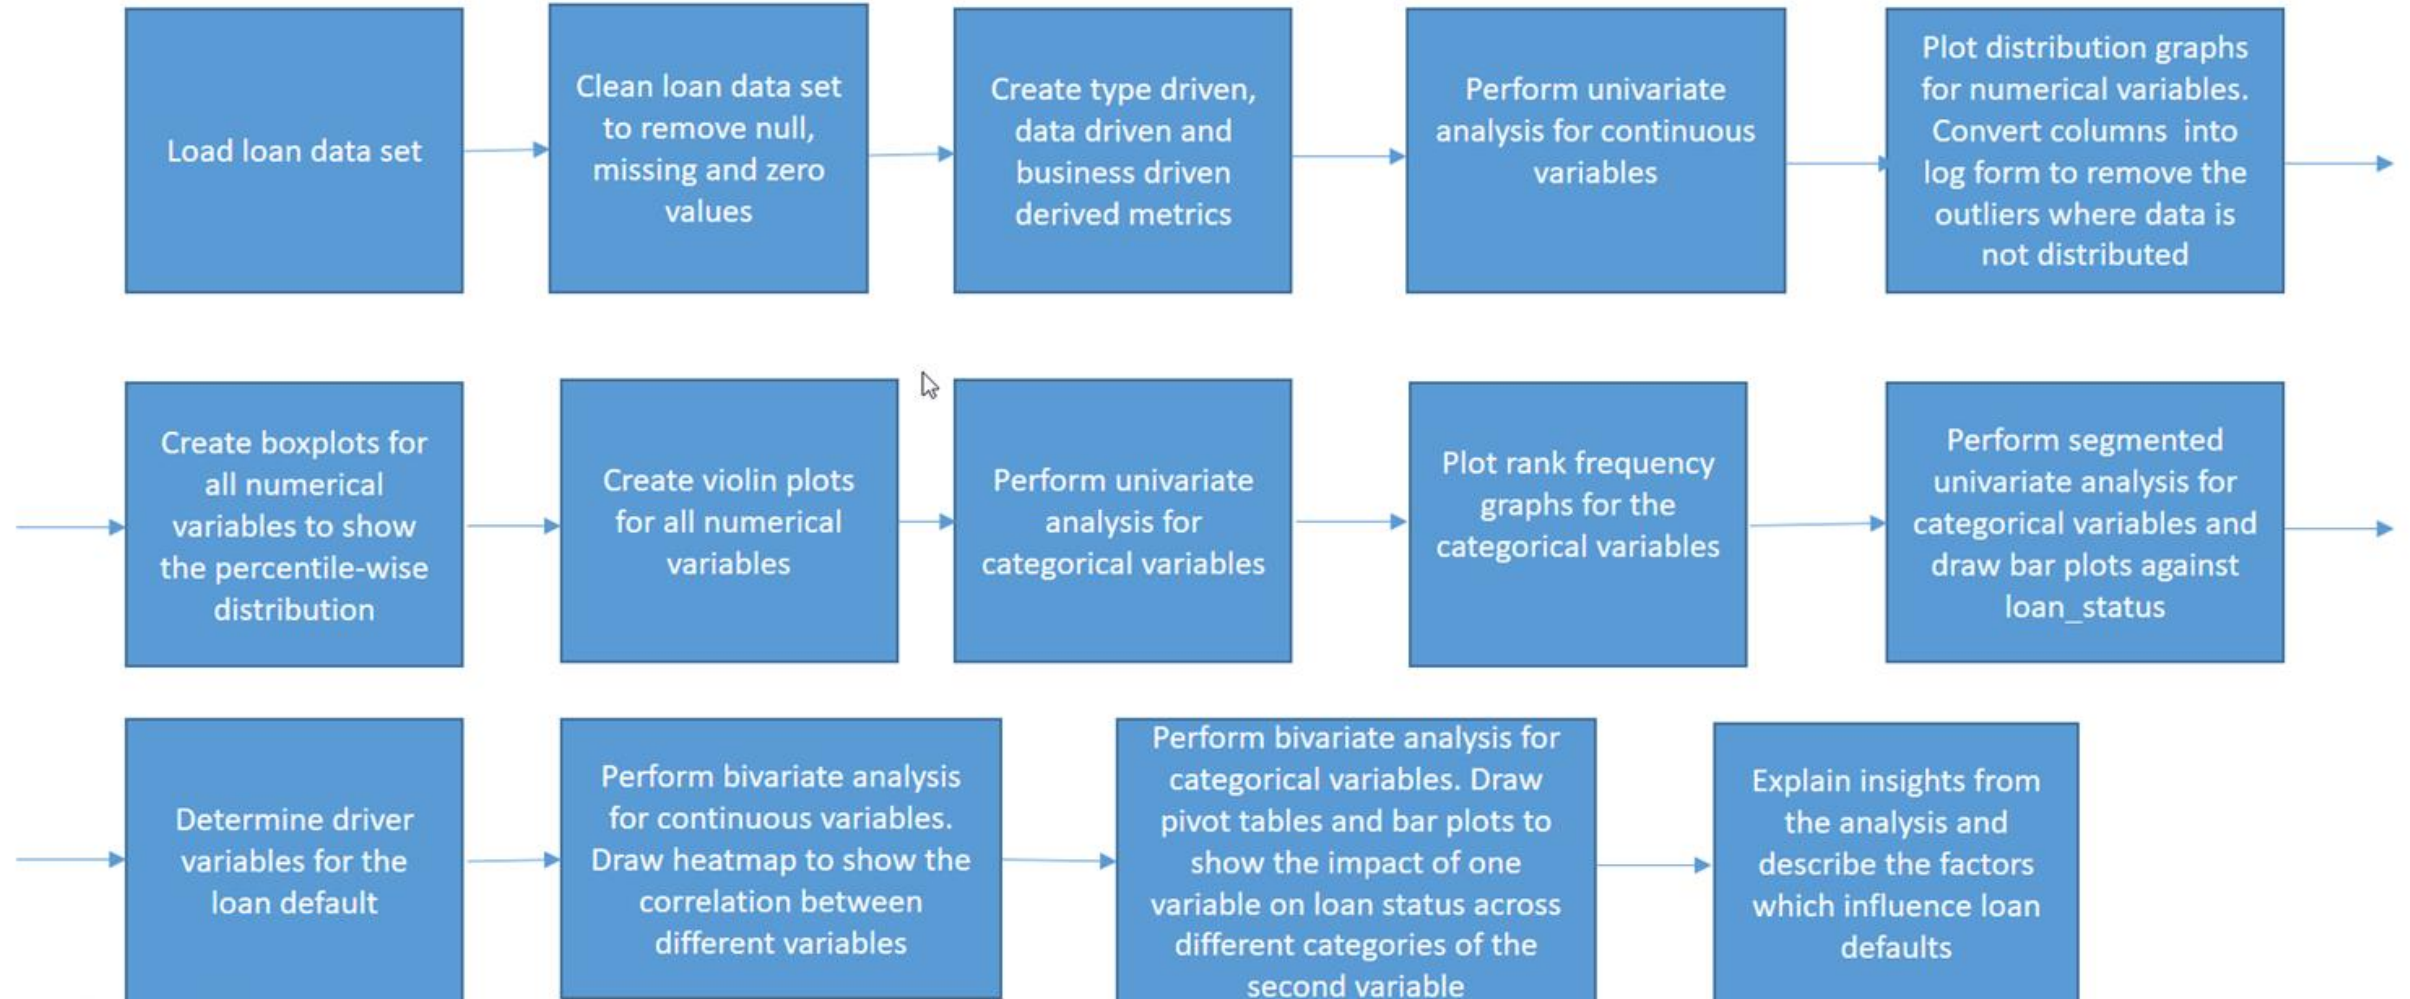 Load loan data set
Clean loan data set
to remove null,
missing and zero
values
Create type driven,
data driven and
business driven
derived metrics
Perform univariate
analysis for continuous
variables
Plot distribution graphs
for numerical variables.
Convert columns  into
log form to remove the
outliers where data is
not distributed
Create boxplots for
all numerical
variables to show
the percentile-wise
distribution
Create violin plots
for all numerical
variables
Perform univariate
analysis for
categorical variables
Plot rank frequency
graphs for the
categorical variables
Perform segmented
univariate analysis for
categorical variables and
draw bar plots against
loan_status
Determine driver
variables for the
loan default
Perform bivariate analysis
for continuous variables.
Draw heatmap to show the
correlation between
different variables
Perform bivariate analysis for
categorical variables. Draw
pivot tables and bar plots to
show the impact of one
variable on loan status across
different categories of the
second variable
Explain insights from
the analysis and
describe the factors
which influence loan
defaults